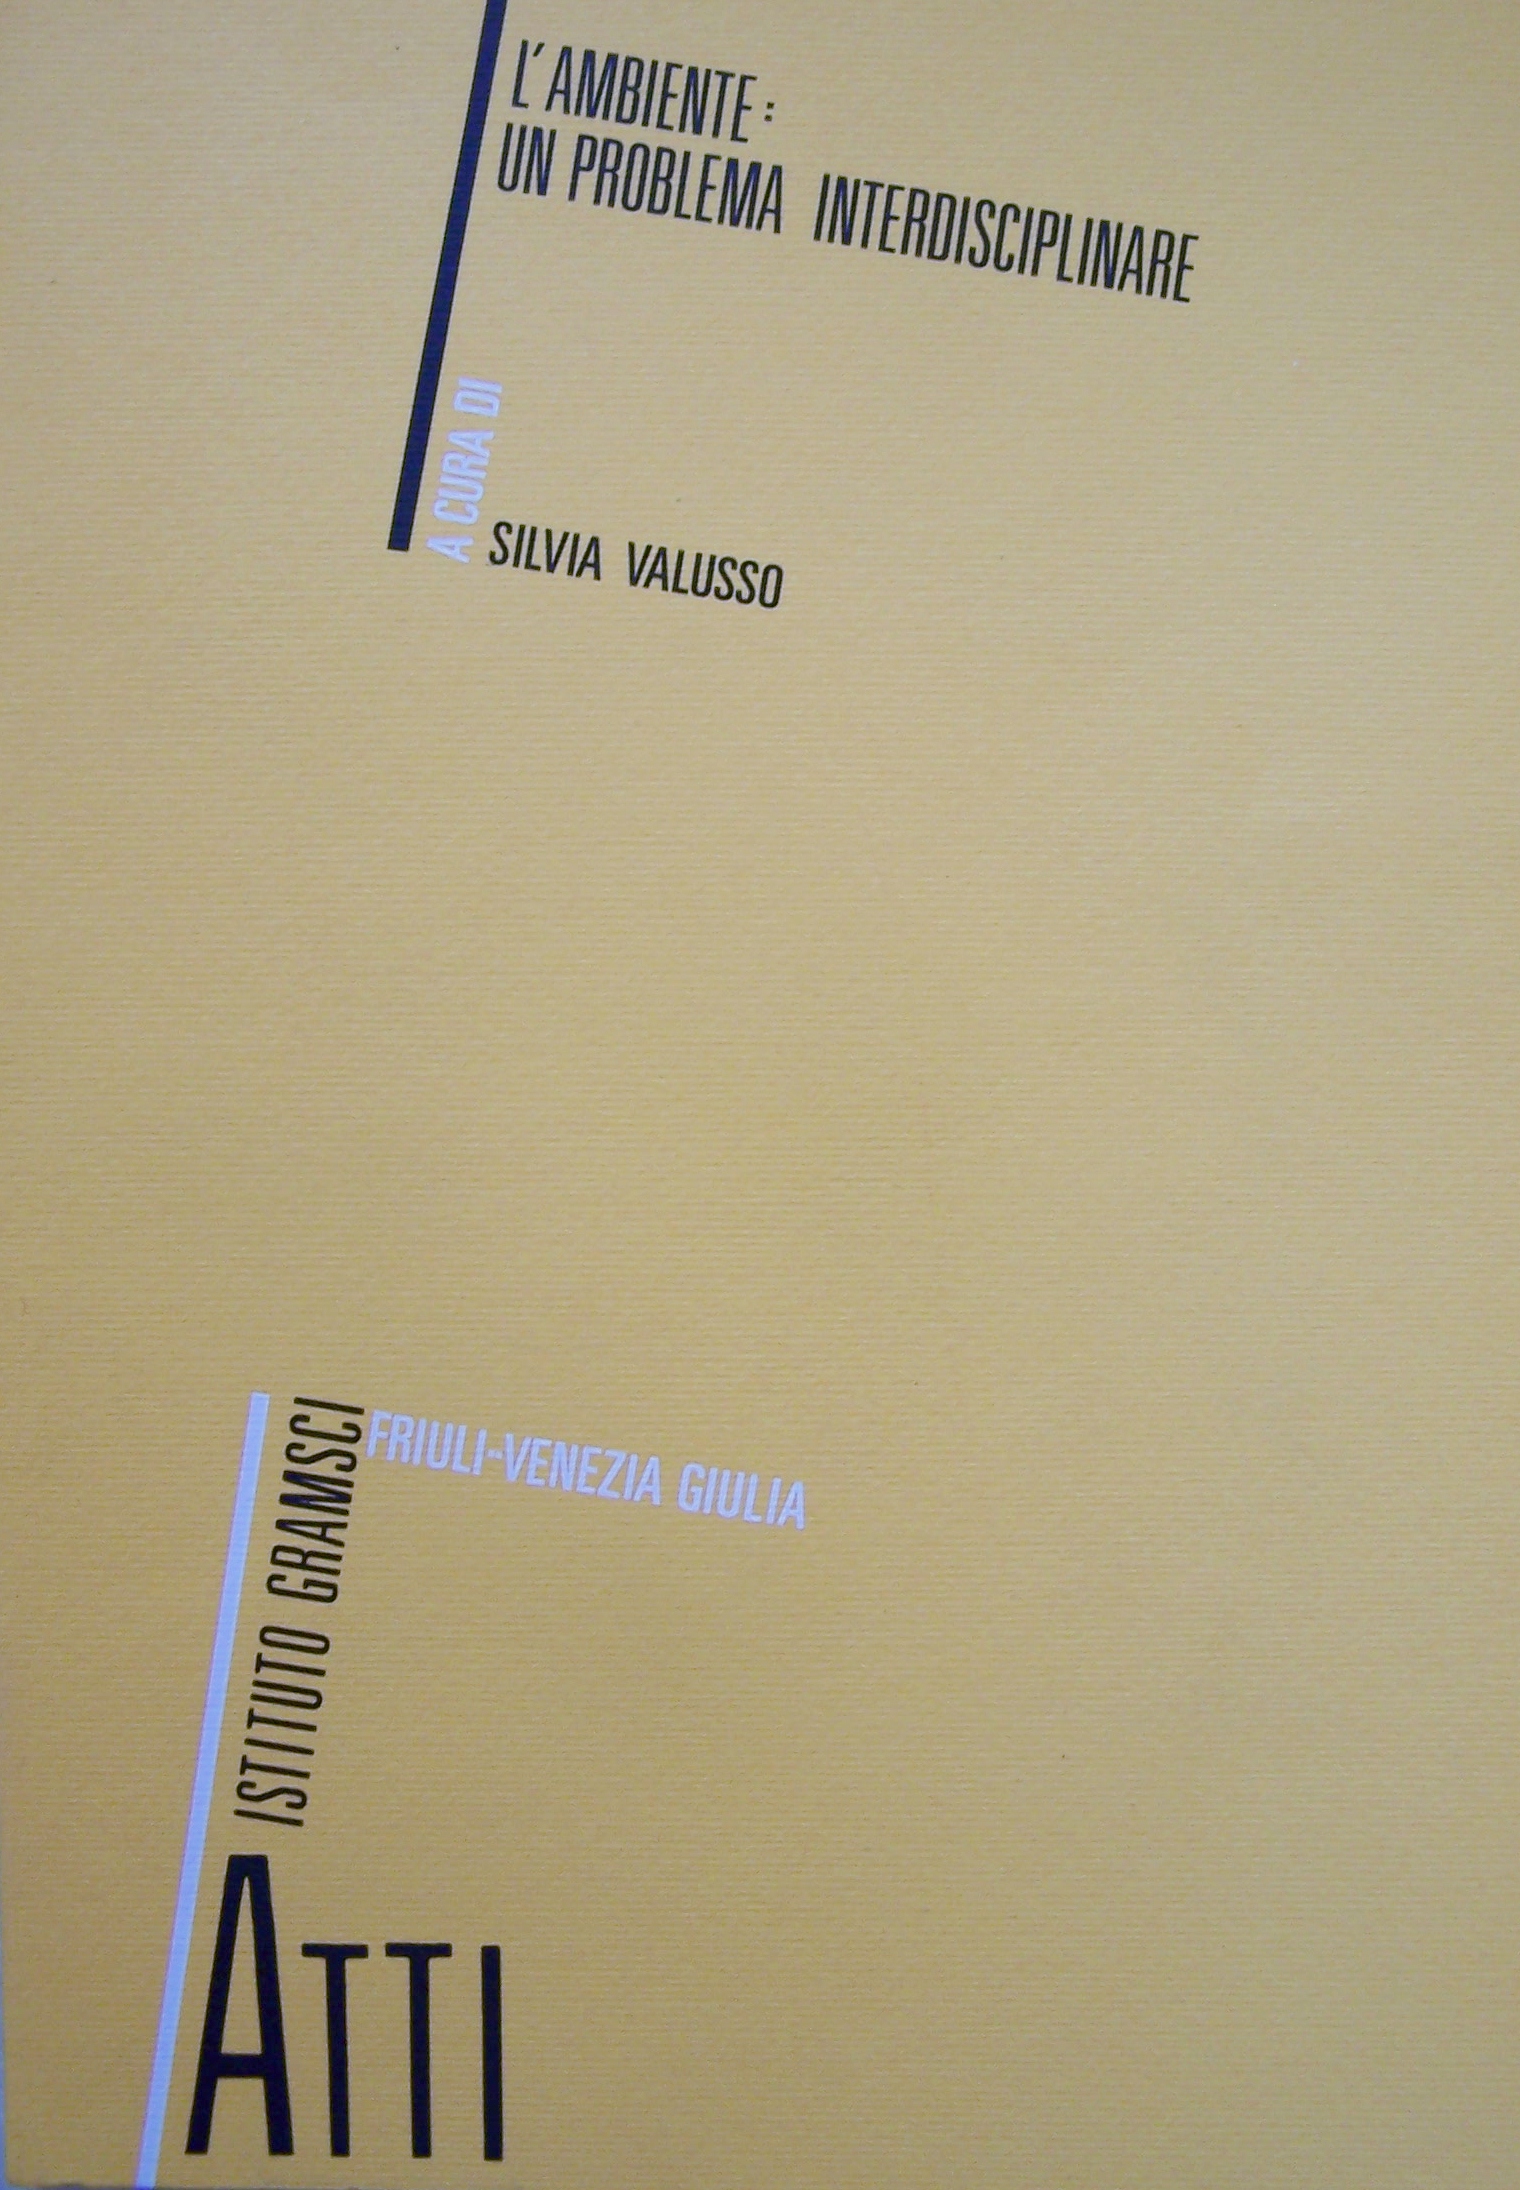 L'AMBIENTE:
UN PROBLEMA INTERDISCIPLINARE
A CURA DI
SILVIA VALUSSO
ISTITUTO GRAMSCI
FRIULI-VENEZIA GIULIA
ATTI